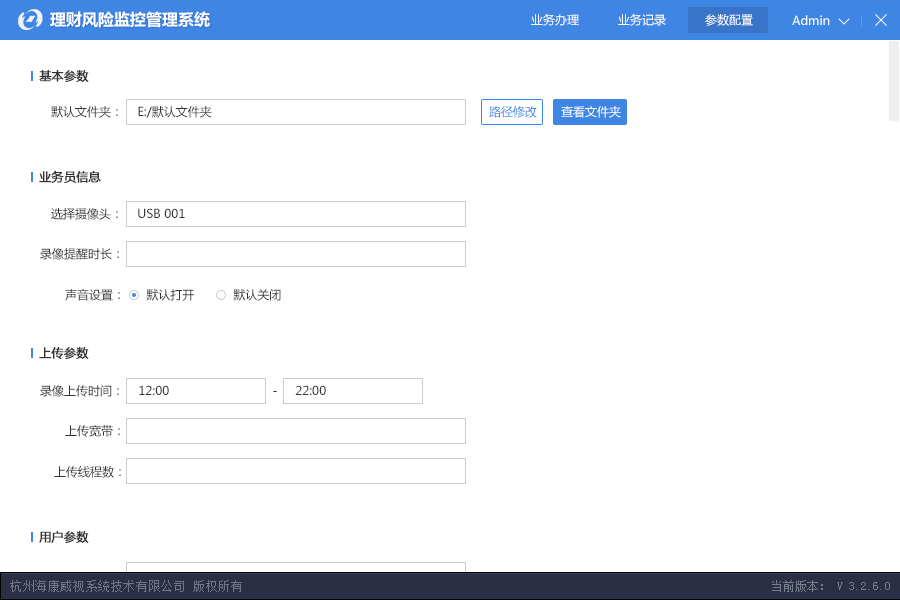 理财风险监控管理系统 业务办理 业务记录 参数配置 Admin
基本参数
默认文件夹： E:/默认文件夹 路径修改 查看文件夹
业务员信息
选择摄像头： USB 001
录像提醒时长：
声音设置： 默认打开 默认关闭
上传参数
录像上传时间： 12:00 - 22:00
上传宽带：
上传线程数：
用户参数
杭州海康威视系统技术有限公司 版权所有 当前版本： V 3.2.6.0